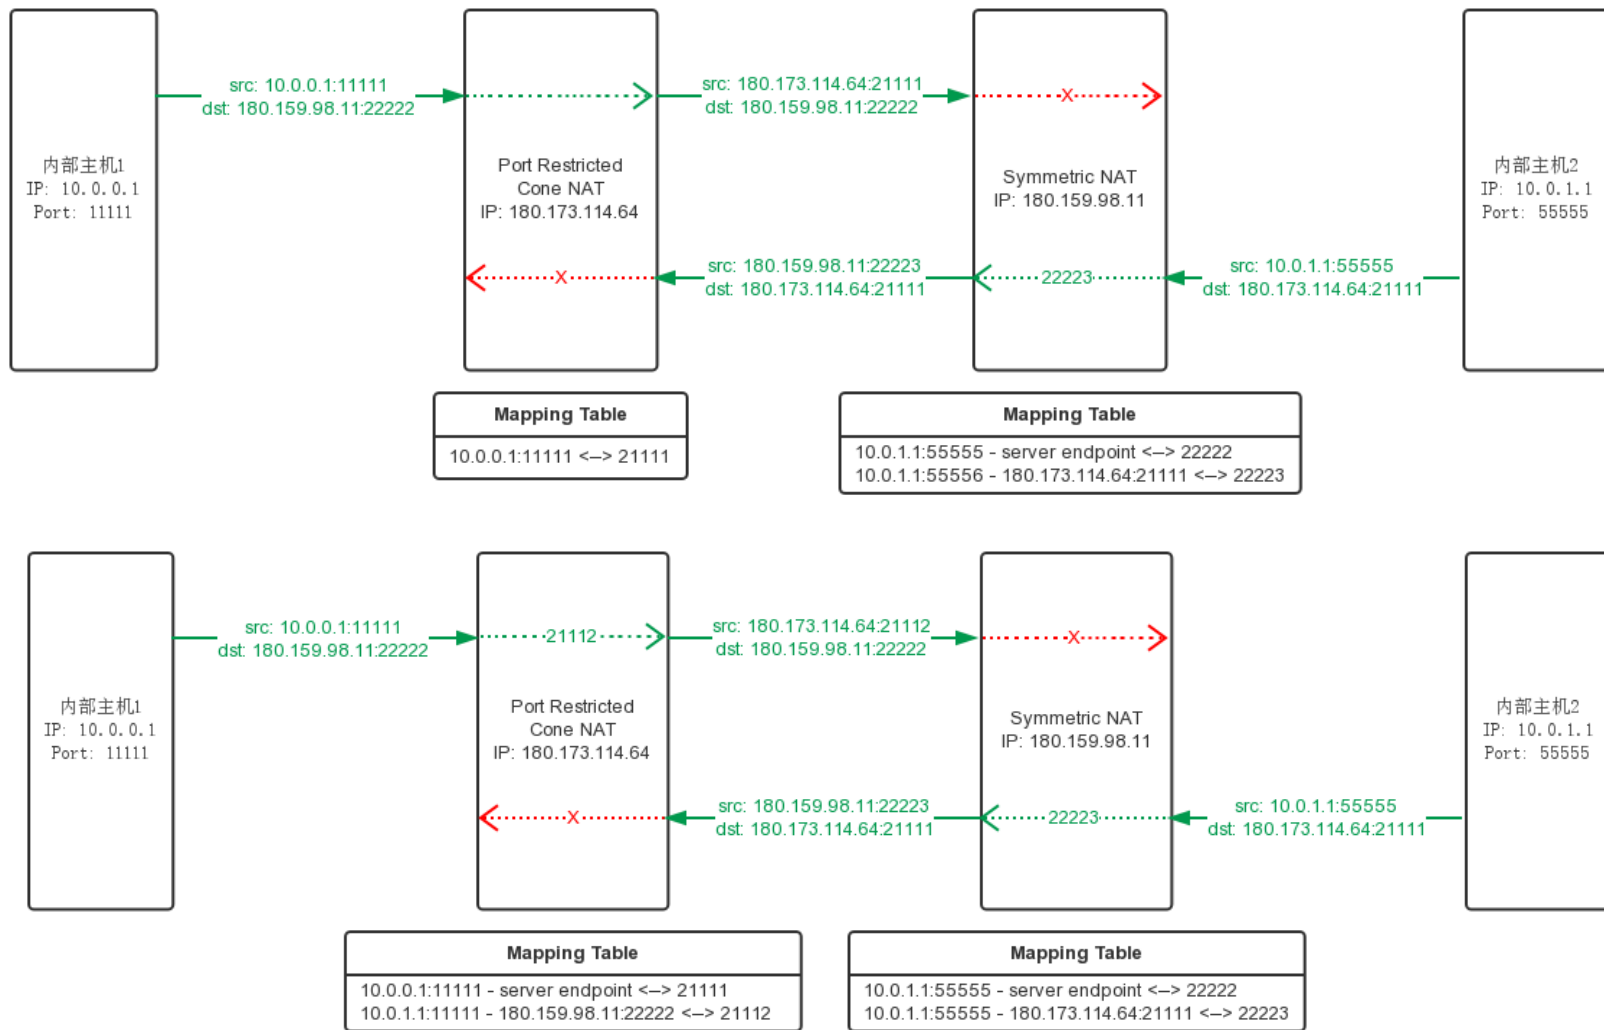 src: 10.0.0.1:11111
dst: 180.159.98.11:22222
src: 180.173.114.64:21111
dst: 180.159.98.11:22222
X
内部主机1
IP: 10.0.0.1
Port: 11111
Port Restricted
Cone NAT
IP: 180.173.114.64
Symmetric NAT
IP: 180.159.98.11
内部主机2
IP: 10.0.1.1
Port: 55555
X
src: 180.159.98.11:22223
dst: 180.173.114.64:21111
22223
src: 10.0.1.1:55555
dst: 180.173.114.64:21111
Mapping Table
10.0.0.1:11111 <–> 21111
Mapping Table
10.0.1.1:55555 - server endpoint <–> 22222
10.0.1.1:55556 - 180.173.114.64:21111 <–> 22223
src: 10.0.0.1:11111
dst: 180.159.98.11:22222
21112
src: 180.173.114.64:21112
dst: 180.159.98.11:22222
X
内部主机1
IP: 10.0.0.1
Port: 11111
Port Restricted
Cone NAT
IP: 180.173.114.64
Symmetric NAT
IP: 180.159.98.11
内部主机2
IP: 10.0.1.1
Port: 55555
X
src: 180.159.98.11:22223
dst: 180.173.114.64:21111
22223
src: 10.0.1.1:55555
dst: 180.173.114.64:21111
Mapping Table
10.0.0.1:11111 - server endpoint <–> 21111
10.0.1.1:11111 - 180.159.98.11:22222 <–> 21112
Mapping Table
10.0.1.1:55555 - server endpoint <–> 22222
10.0.1.1:55555 - 180.173.114.64:21111 <–> 22223